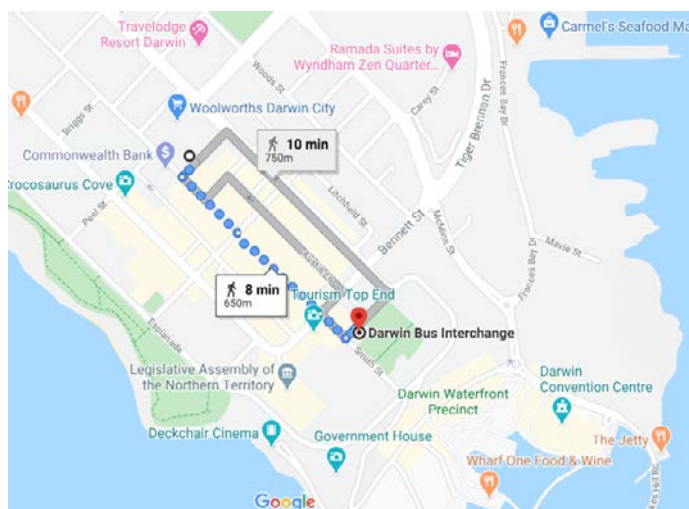 Travelodge
Resort Darwin
Carmel's Seafood Ma
Ramada Suites by
Wyndham Zen Quarter...
Woods St
Frances Bay Dr
Tiger Brennan Dr
Carey St
Briggs St
Woolworths Darwin City
10 min
750m
Commonwealth Bank
Crocosaurus Cove
Litchfield St
Peel St
Bennett St
McMinn St
Mavie St
Frances Bay Dr
Austin Ln
8 min
650m
Tourism Top End
Darwin Bus Interchange
Esplanade
Smith St
Legislative Assembly of
the Northern Territory
Darwin Waterfront
Precinct
Darwin
Convention Centre
Deckchair Cinema
Government House
The Jetty
Wharf One Food & Wine
Google